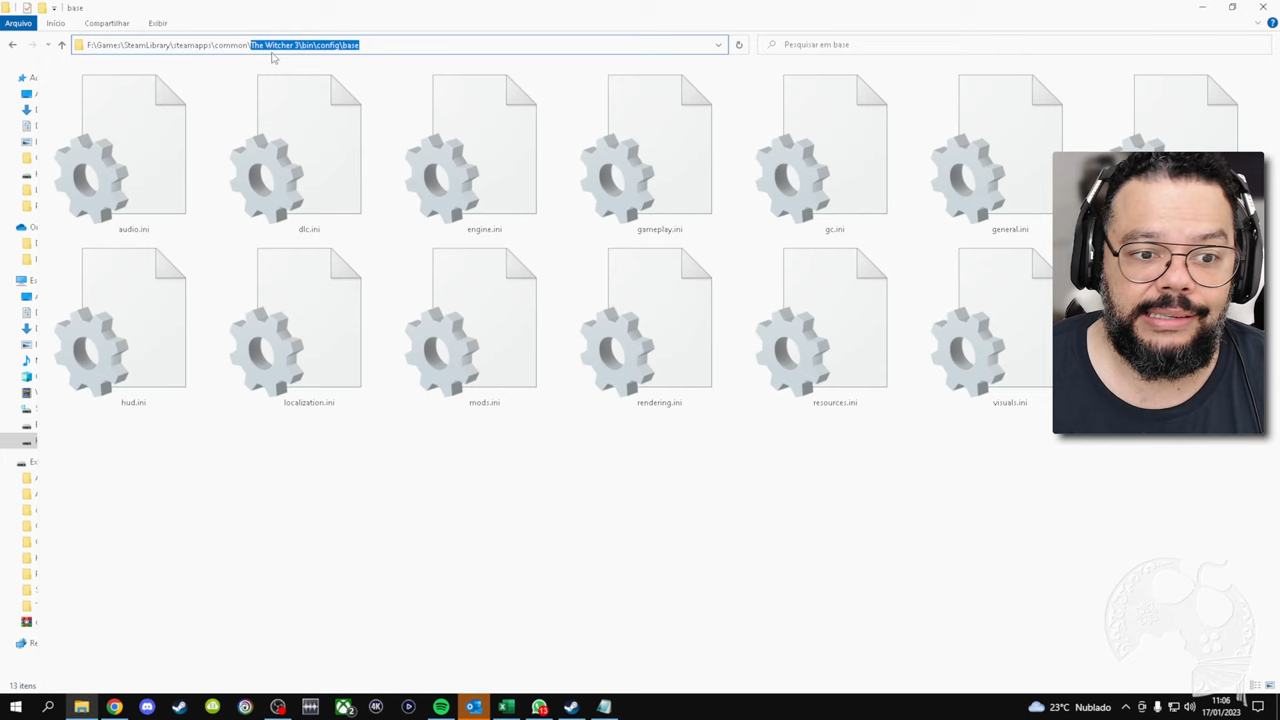 base
Arquivo Início Compartilhar Exibir
F:\Games\SteamLibrary\steamapps\common\The Witcher 3\bin\config\base
Pesquisar em base
audio.ini dlc.ini engine.ini gameplay.ini gc.ini general.ini
hud.ini localization.ini mods.ini rendering.ini resources.ini visuals.ini
13 itens
23°C Nublado
11:06
17/01/2023